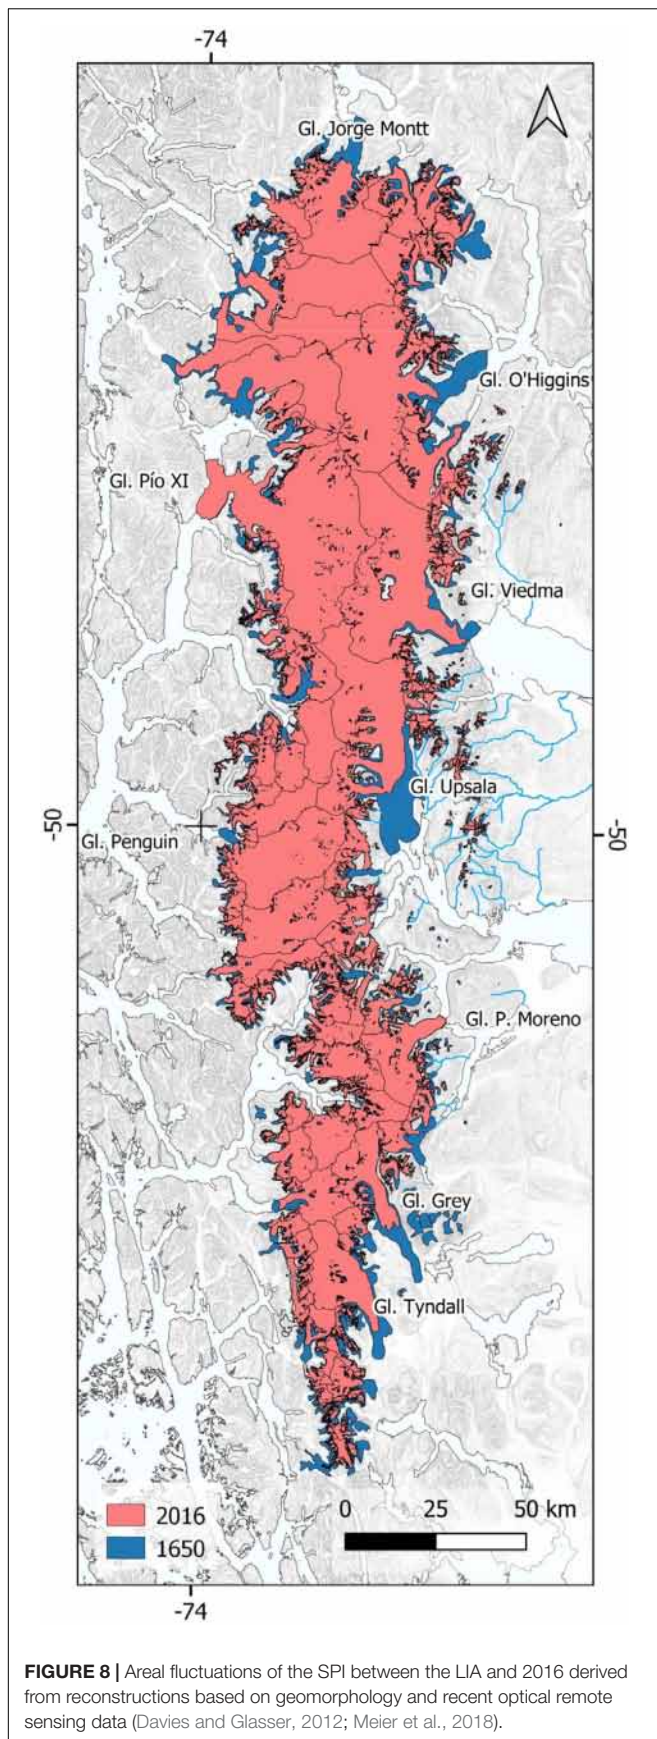 -74
Gl. Jorge Montt
Gl. O'Higgins
Gl. Pío XI
Gl. Viedma
Gl. Upsala
-50
-50
Gl. Penguin
Gl. P. Moreno
Gl. Grey
Gl. Tyndall
2016
1650
0 25 50 km
-74
FIGURE 8 | Areal fluctuations of the SPI between the LIA and 2016 derived
from reconstructions based on geomorphology and recent optical remote
sensing data (Davies and Glasser, 2012; Meier et al., 2018).